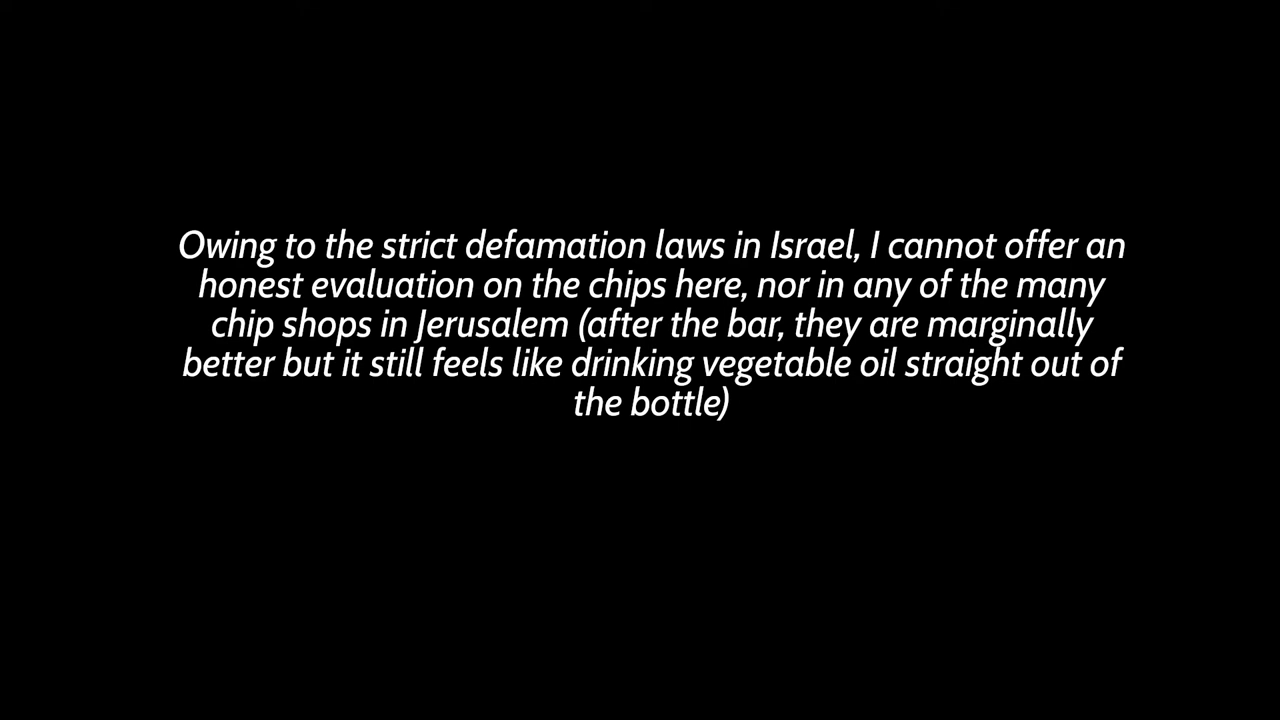 Owing to the strict defamation laws in Israel, I cannot offer an
honest evaluation on the chips here, nor in any of the many
chip shops in Jerusalem (after the bar, they are marginally
better but it still feels like drinking vegetable oil straight out of
the bottle)